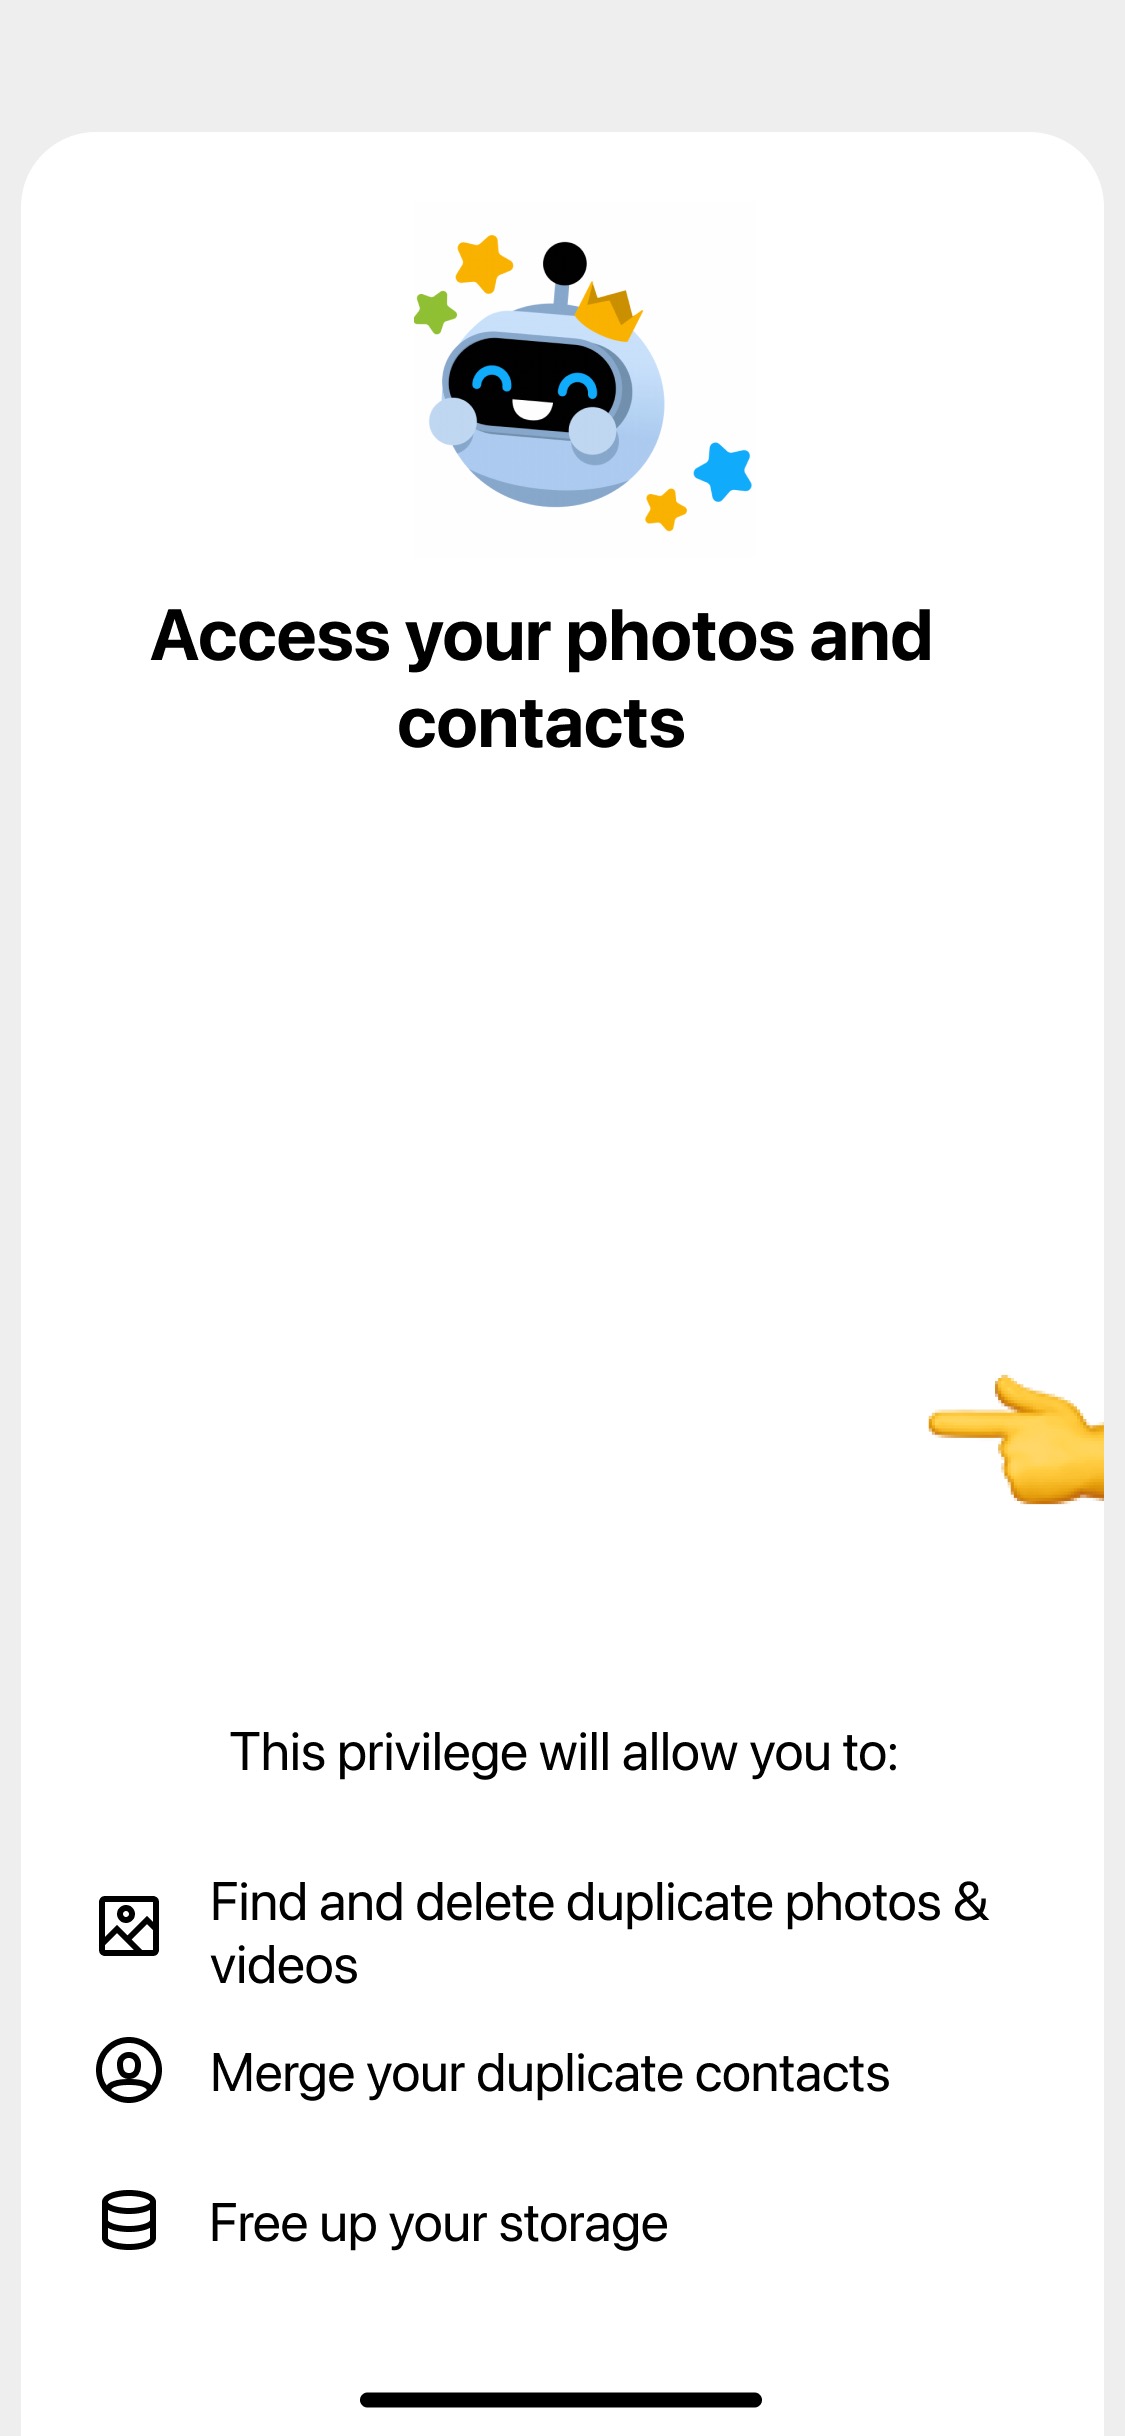 Access your photos and
contacts
This privilege will allow you to:
Find and delete duplicate photos &
videos
Merge your duplicate contacts
Free up your storage